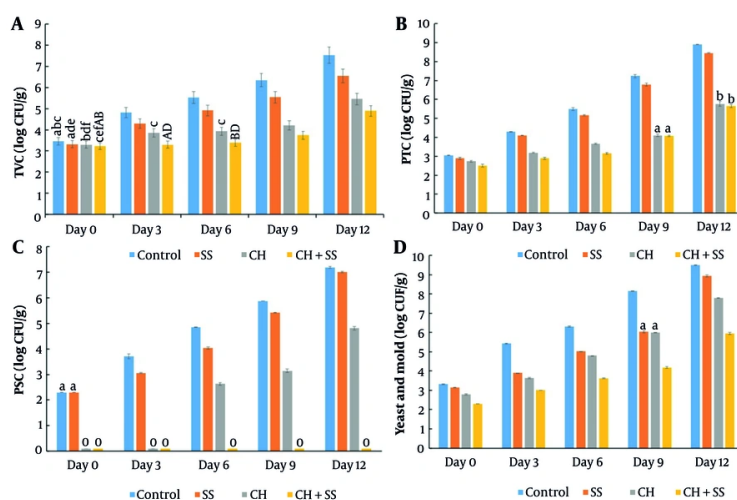 A
TVC (log CFU/g)
9
8
7
6
5
4
3
2
1
0
abc
ade
bdf
cefAB
c
AD
c
BD
Day 0 Day 3 Day 6 Day 9 Day 12
Control SS CH CH + SS
B
PTC (log CFU/g)
10
9
8
7
6
5
4
3
2
1
0
a a
b b
Day 0 Day 3 Day 6 Day 9 Day 12
Control SS CH CH + SS
C
PSC (log CFU/g)
8
7
6
5
4
3
2
1
0
a a 0 0
0 0
0
0
0
Day 0 Day 3 Day 6 Day 9 Day 12
Control SS CH CH + SS
D
Yeast and mold (log CUF/g)
10
9
8
7
6
5
4
3
2
1
0
a a
Day 0 Day 3 Day 6 Day 9 Day 12
Control SS CH CH + SS